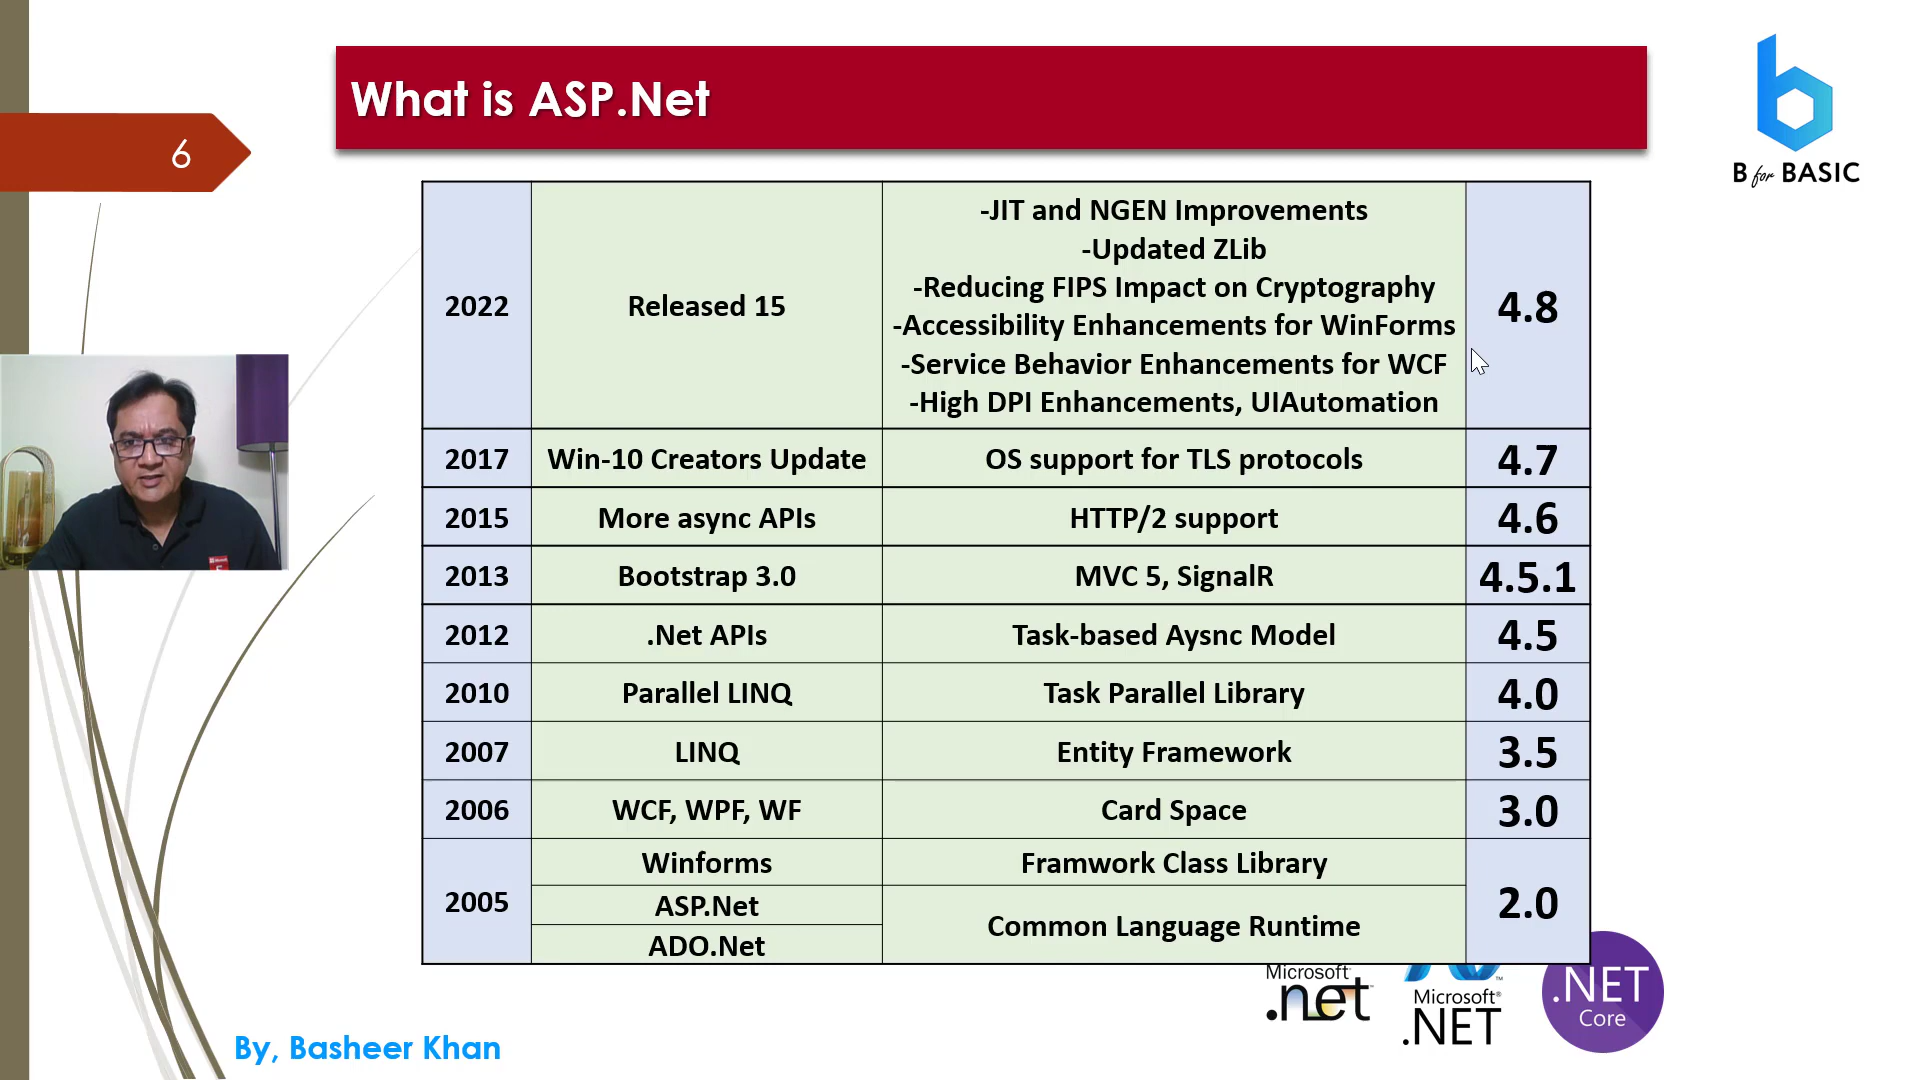 What is ASP.Net
6
B for BASIC
2022
Released 15
-JIT and NGEN Improvements
-Updated ZLib
-Reducing FIPS Impact on Cryptography
-Accessibility Enhancements for WinForms
-Service Behavior Enhancements for WCF
-High DPI Enhancements, UIAutomation
4.8
2017
Win-10 Creators Update
OS support for TLS protocols
4.7
2015
More async APIs
HTTP/2 support
4.6
2013
Bootstrap 3.0
MVC 5, SignalR
4.5.1
2012
.Net APIs
Task-based Aysnc Model
4.5
2010
Parallel LINQ
Task Parallel Library
4.0
2007
LINQ
Entity Framework
3.5
2006
WCF, WPF, WF
Card Space
3.0
2005
Winforms
Framwork Class Library
2.0
ASP.Net
Common Language Runtime
ADO.Net
Microsoft
.net
Microsoft®
.NET
.NET
Core
By, Basheer Khan